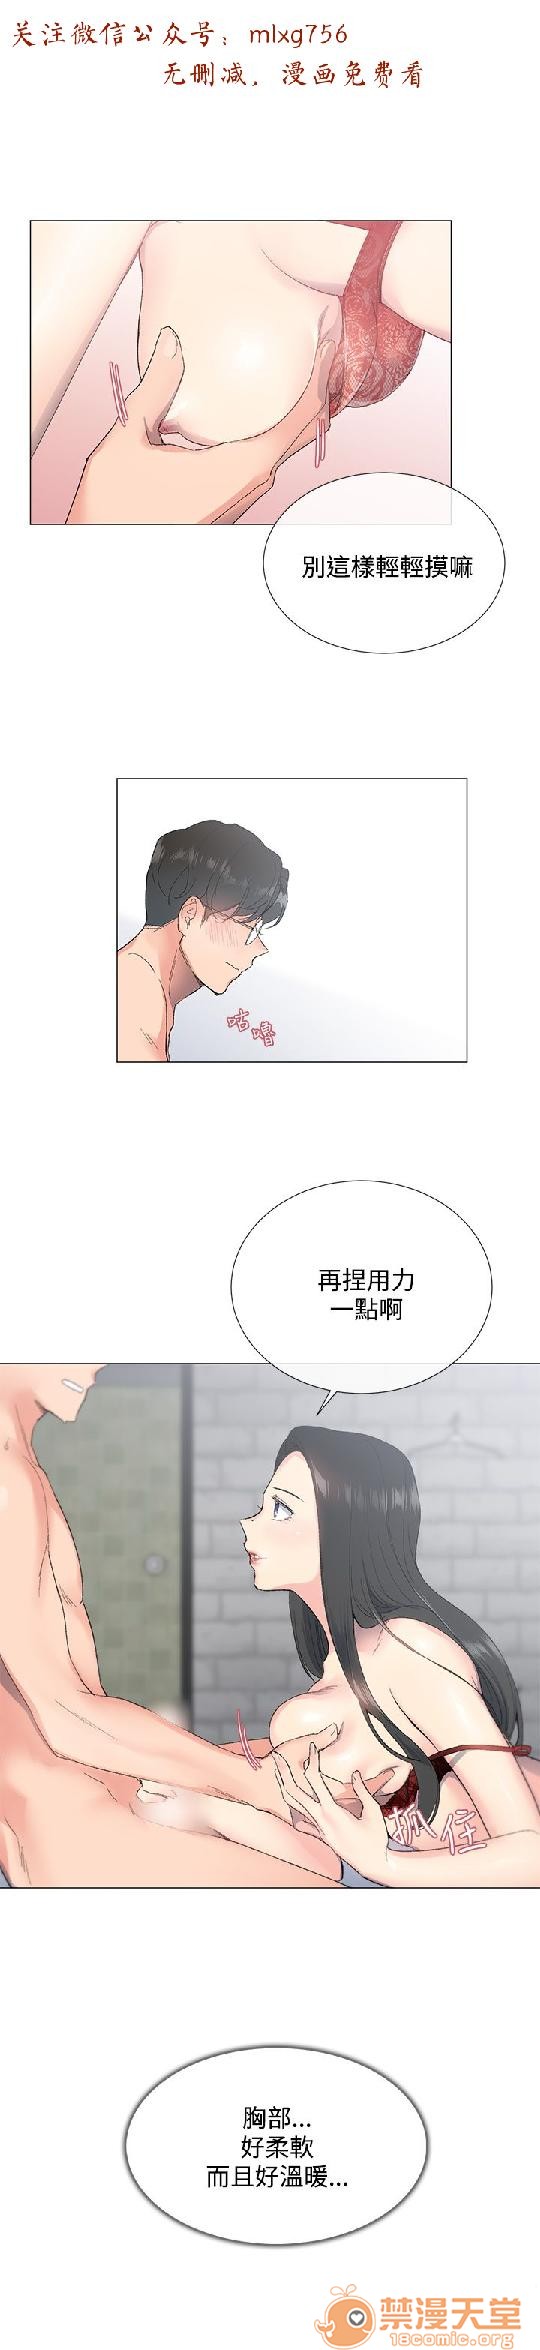 关注微信公众号：mlxg756
无删减．漫画免费看
別這樣輕輕摸嘛
咕嚕
再捏用力
一點啊
抓住
胸部...
好柔軟
而且好溫暖...
禁漫天堂
18comic.org